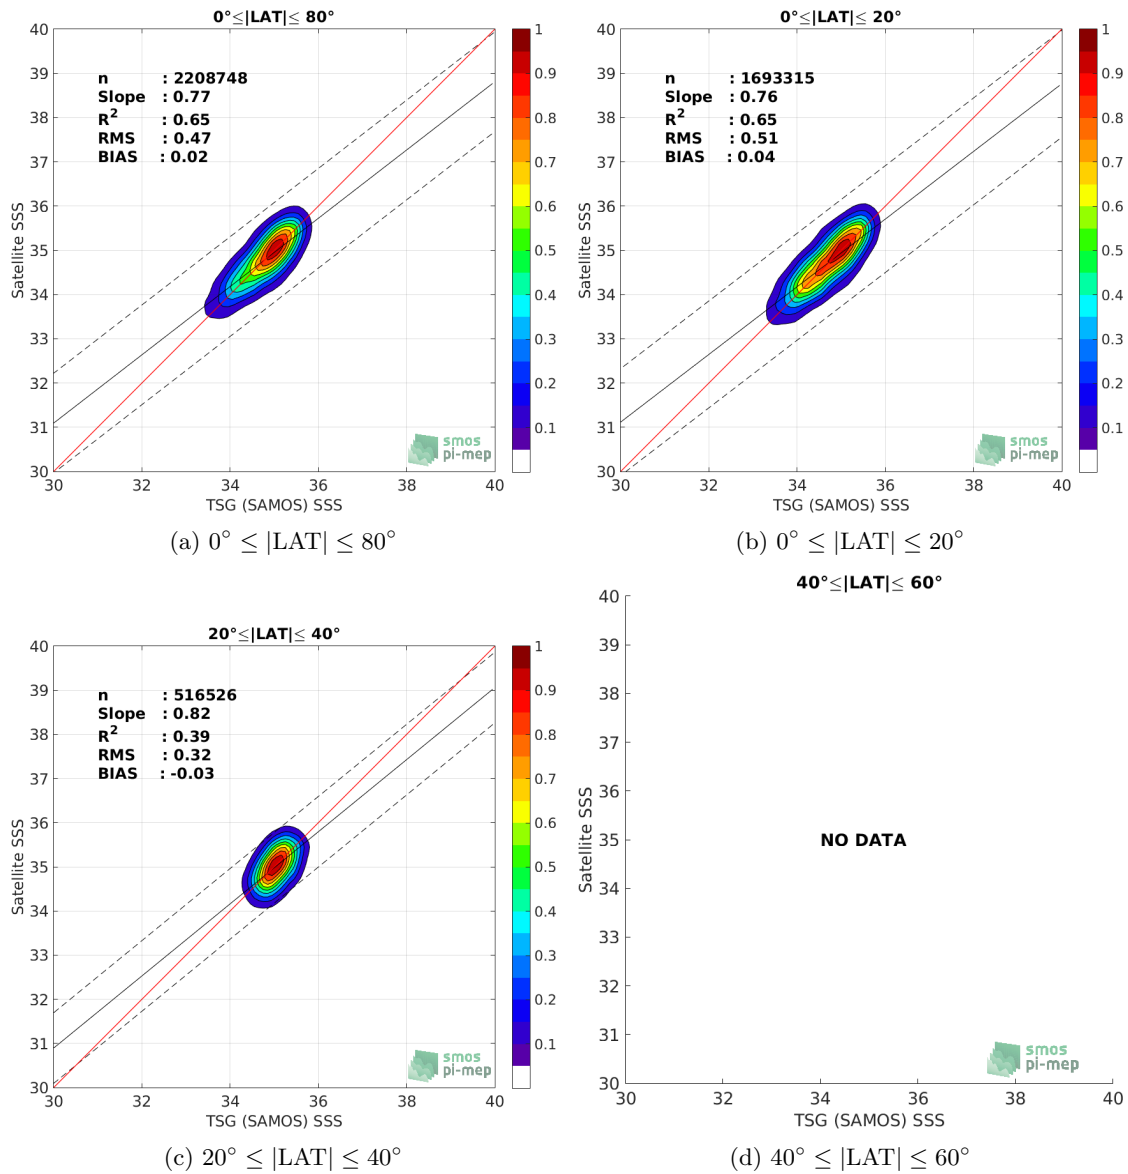 0°≤|LAT|≤ 80°
n : 2208748
Slope : 0.77
R2 : 0.65
RMS : 0.47
BIAS : 0.02
Satellite SSS
40
39
38
37
36
35
34
33
32
31
30
30 32 34 36 38 40
TSG (SAMOS) SSS
1
0.9
0.8
0.7
0.6
0.5
0.4
0.3
0.2
0.1
smos
pi-mep
(a) 0° ≤ |LAT| ≤ 80°
0°≤|LAT|≤ 20°
n : 1693315
Slope : 0.76
R2 : 0.65
RMS : 0.51
BIAS : 0.04
Satellite SSS
40
39
38
37
36
35
34
33
32
31
30
30 32 34 36 38 40
TSG (SAMOS) SSS
1
0.9
0.8
0.7
0.6
0.5
0.4
0.3
0.2
0.1
smos
pi-mep
(b) 0° ≤ |LAT| ≤ 20°
20°≤|LAT|≤ 40°
n : 516526
Slope : 0.82
R2 : 0.39
RMS : 0.32
BIAS : -0.03
Satellite SSS
40
39
38
37
36
35
34
33
32
31
30
30 32 34 36 38 40
TSG (SAMOS) SSS
1
0.9
0.8
0.7
0.6
0.5
0.4
0.3
0.2
0.1
smos
pi-mep
(c) 20° ≤ |LAT| ≤ 40°
40°≤|LAT|≤ 60°
Satellite SSS
40
39
38
37
36
35
34
33
32
31
30
NO DATA
30 32 34 36 38 40
TSG (SAMOS) SSS
smos
pi-mep
(d) 40° ≤ |LAT| ≤ 60°